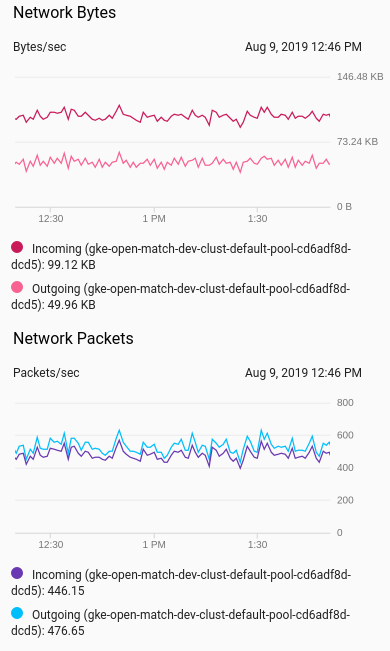 Network Bytes
Bytes/sec Aug 9, 2019 12:46 PM
146.48 KB
73.24 KB
0 B
12:30 1 PM 1:30
Incoming (gke-open-match-dev-clust-default-pool-cd6adf8d-
dcd5): 99.12 KB
Outgoing (gke-open-match-dev-clust-default-pool-cd6adf8d-
dcd5): 49.96 KB
Network Packets
Packets/sec Aug 9, 2019 12:46 PM
800
600
400
200
0
12:30 1 PM 1:30
Incoming (gke-open-match-dev-clust-default-pool-cd6adf8d-
dcd5): 446.15
Outgoing (gke-open-match-dev-clust-default-pool-cd6adf8d-
dcd5): 476.65